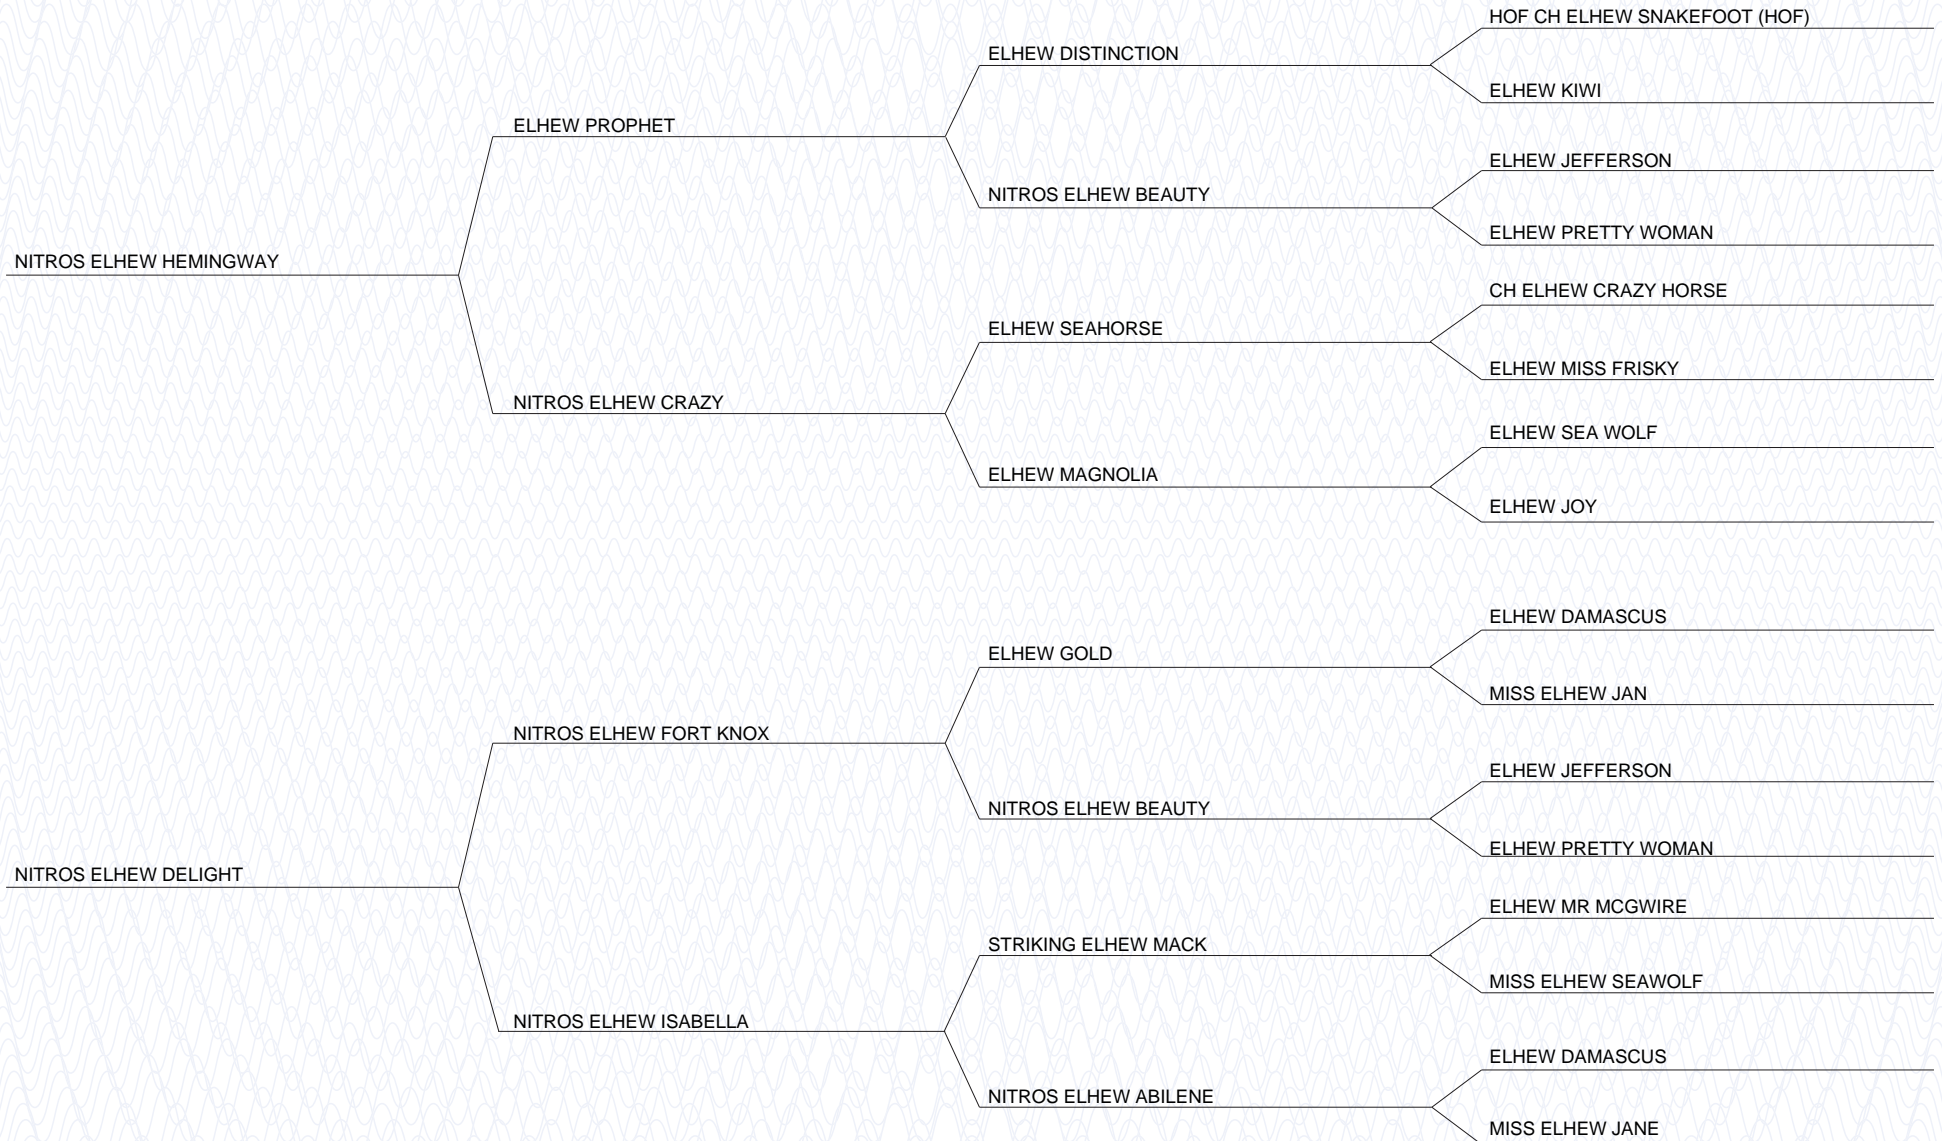 HOF CH ELHEW SNAKEFOOT (HOF)
ELHEW DISTINCTION
ELHEW KIWI
ELHEW PROPHET
ELHEW JEFFERSON
NITROS ELHEW BEAUTY
ELHEW PRETTY WOMAN
NITROS ELHEW HEMINGWAY
CH ELHEW CRAZY HORSE
ELHEW SEAHORSE
ELHEW MISS FRISKY
NITROS ELHEW CRAZY
ELHEW SEA WOLF
ELHEW MAGNOLIA
ELHEW JOY
ELHEW DAMASCUS
ELHEW GOLD
MISS ELHEW JAN
NITROS ELHEW FORT KNOX
ELHEW JEFFERSON
NITROS ELHEW BEAUTY
ELHEW PRETTY WOMAN
NITROS ELHEW DELIGHT
ELHEW MR MCGWIRE
STRIKING ELHEW MACK
MISS ELHEW SEAWOLF
NITROS ELHEW ISABELLA
ELHEW DAMASCUS
NITROS ELHEW ABILENE
MISS ELHEW JANE